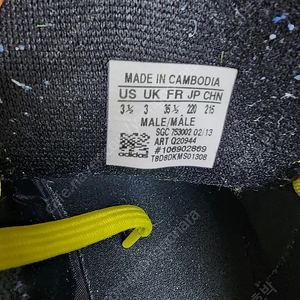 MADE IN CAMBODIA
US UK FR JP CHN
3½ 3 35½ 220 215
MALE/MÂLE
SGC 753002 02/13
ART Q20944
#106902869
adidas T8D8DKMS01308